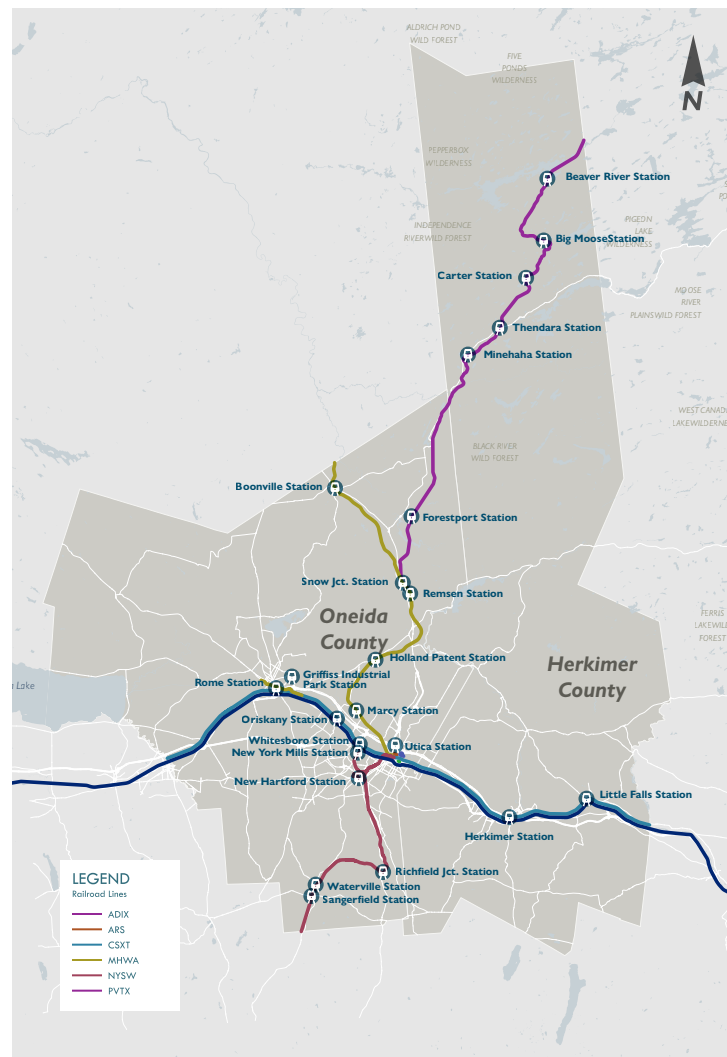 ALDRICH POND
WILD FOREST
FIVE
PONDS
WILDERNESS
N
PEPPERBOX
WILDERNESS
Beaver River Station
INDEPENDENCE
RIVERWILD FOREST
PIGEON
LAKE
WILDERNESS
Big MooseStation
Carter Station
MOOSE
RIVER
PLAINSWILD FOREST
Thendara Station
Minehaha Station
WEST CANAD
LAKEWILDERNE
BLACK RIVER
WILD FOREST
Boonville Station
Forestport Station
Snow Jct. Station
Remsen Station
Oneida
County
FERRIS
LAKEWIL
FOREST
Holland Patent Station
Herkimer
County
Griffiss Industrial
Park Station
Rome Station
Lake
Marcy Station
Oriskany Station
Whitesboro Station
Utica Station
New York Mills Station
New Hartford Station
Little Falls Station
Herkimer Station
Richfield Jct. Station
Waterville Station
Sangerfield Station
LEGEND
Railroad Lines
ADIX
ARS
CSXT
MHWA
NYSW
PVTX